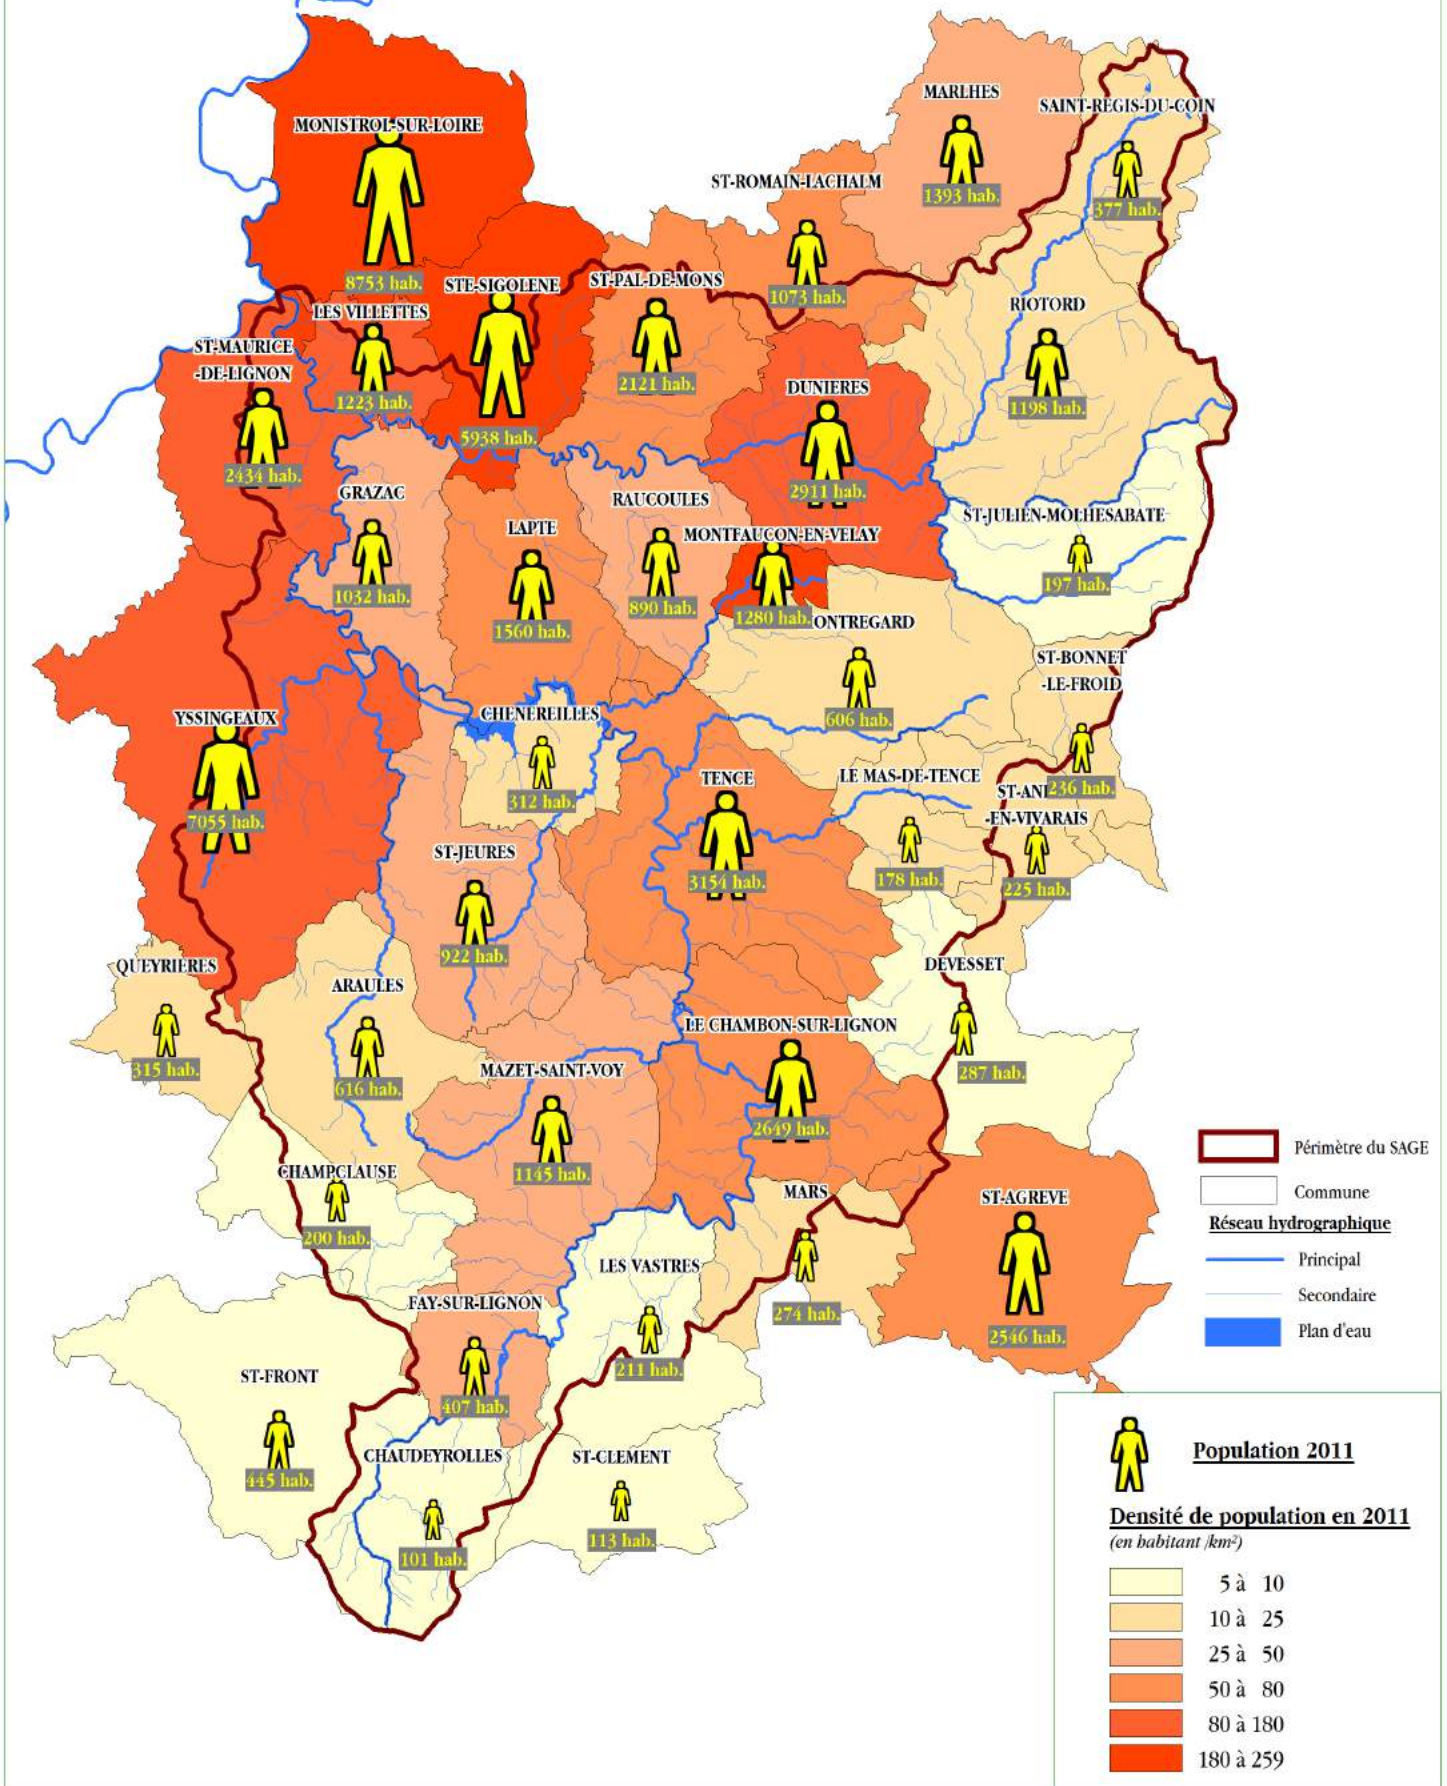 MARLHES
SAINT-REGIS-DU-COIN
MONISTROL-SUR-LOIRE
ST-ROMAIN-LACHALM
1393 hab.
377 hab.
8753 hab.
STE-SIGOLENE
ST-PAL-DE-MONS
1073 hab.
LES VILLETTES
RIOTORD
ST-MAURICE
-DE-LIGNON
2121 hab.
DUNIERES
1223 hab.
1198 hab.
5938 hab.
2434 hab.
GRAZAC
2911 hab.
RAUCOULES
LAPTE
ST-JULIEN-MOLHESABATE
MONTFAUCON-EN-VELAY
197 hab.
1032 hab.
890 hab.
1280 hab.
ONTREGARD
1560 hab.
ST-BONNET
-LE-FROID
YSSINGEAUX
CHENEREILLES
606 hab.
TENCE
LE MAS-DE-TENCE
236 hab.
ST-AN
-EN-VIVARAIS
312 hab.
7055 hab.
ST-JEURES
3154 hab.
178 hab.
225 hab.
922 hab.
QUEYRIERES
DEVESSET
ARAULES
LE CHAMBON-SUR-LIGNON
315 hab.
MAZET-SAINT-VOY
287 hab.
616 hab.
2649 hab.
Périmètre du SAGE
CHAMPCLAUSE
1145 hab.
MARS
ST-AGREVE
Commune
Réseau hydrographique
200 hab.
LES VASTRES
Principal
FAY-SUR-LIGNON
274 hab.
Secondaire
2546 hab.
Plan d'eau
ST-FRONT
211 hab.
407 hab.
CHAUDEYROLLES
ST-CLEMENT
445 hab.
113 hab.
101 hab.
Population 2011
Densité de population en 2011
(en habitant /km²)
5 à 10
10 à 25
25 à 50
50 à 80
80 à 180
180 à 259